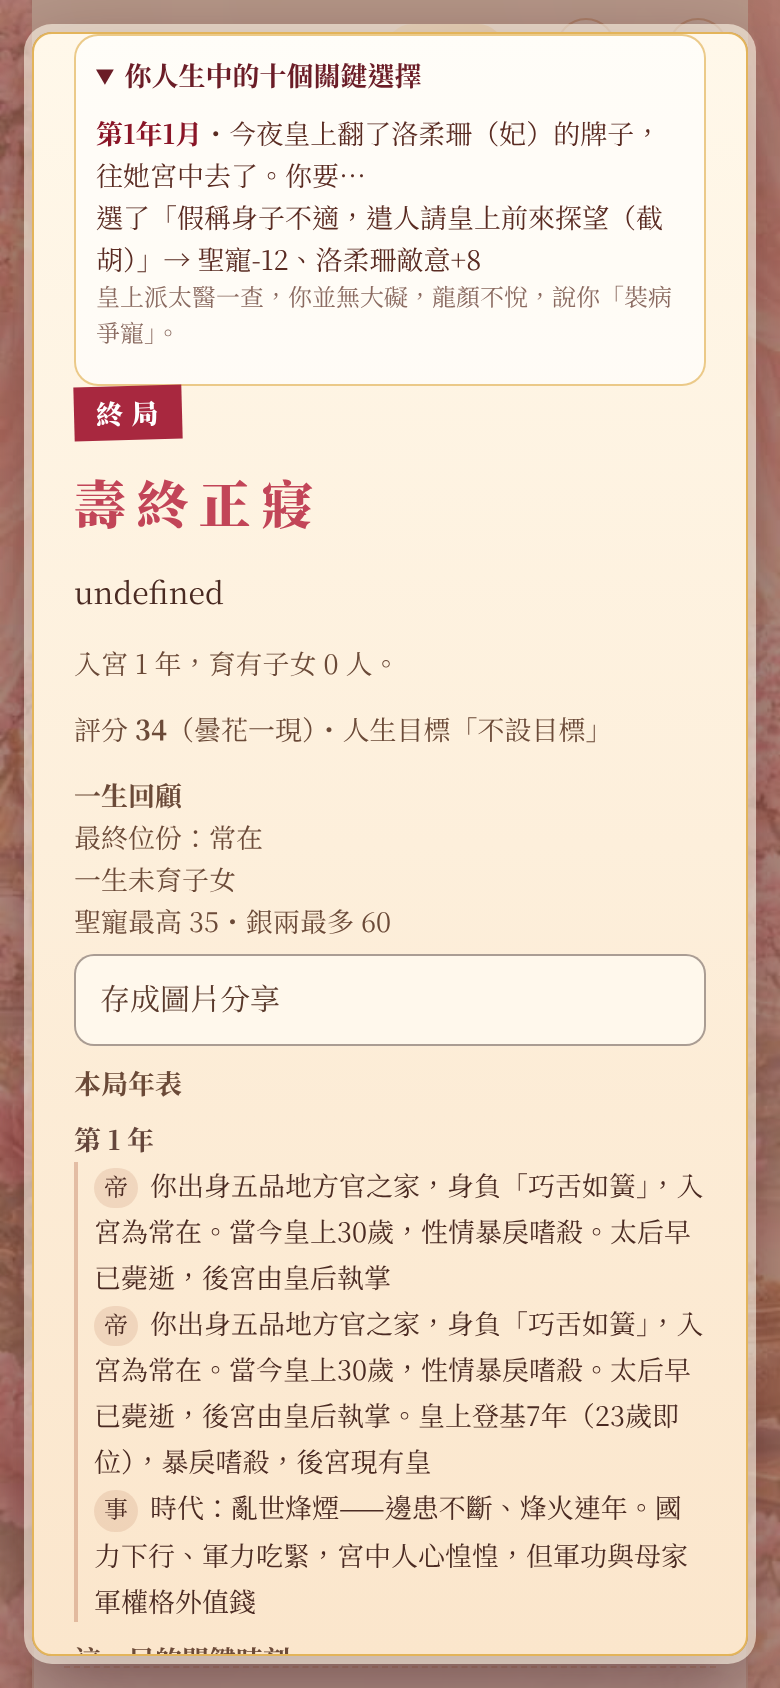 ▼ 你人生中的十個關鍵選擇
第1年1月・今夜皇上翻了洛柔珊（妃）的牌子，
往她宮中去了。你要…
選了「假稱身子不適，遣人請皇上前來探望（截
胡）」→ 聖寵-12、洛柔珊敵意+8
皇上派太醫一查，你並無大礙，龍顏不悅，說你「裝病
爭寵」。
終局
壽終正寢
undefined
入宮 1 年，育有子女 0 人。
評分 34（曇花一現）・人生目標「不設目標」
一生回顧
最終位份：常在
一生未育子女
聖寵最高 35・銀兩最多 60
存成圖片分享
本局年表
第 1 年
帝 你出身五品地方官之家，身負「巧舌如簧」，入
宮為常在。當今皇上30歲，性情暴戾嗜殺。太后早
已薨逝，後宮由皇后執掌
帝 你出身五品地方官之家，身負「巧舌如簧」，入
宮為常在。當今皇上30歲，性情暴戾嗜殺。太后早
已薨逝，後宮由皇后執掌。皇上登基7年（23歲即
位），暴戾嗜殺，後宮現有皇
事 時代：亂世烽煙——邊患不斷、烽火連年。國
力下行、軍力吃緊，宮中人心惶惶，但軍功與母家
軍權格外值錢